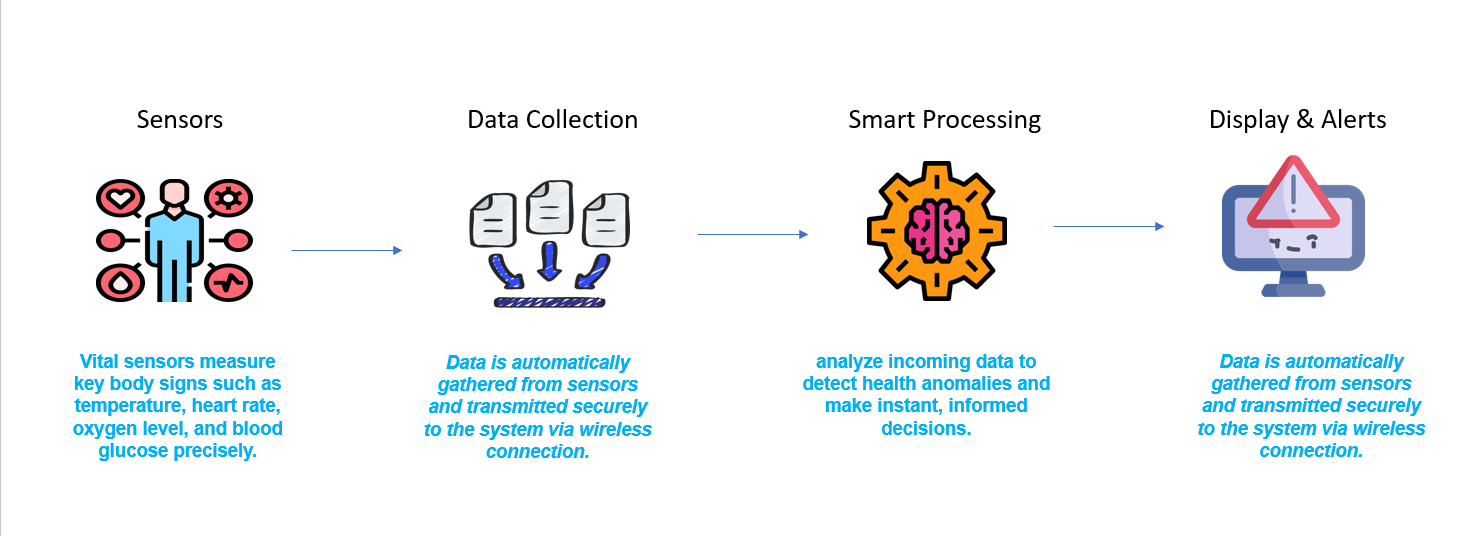 Sensors
Data Collection
Smart Processing
Display & Alerts
Vital sensors measure
key body signs such as
temperature, heart rate,
oxygen level, and blood
glucose precisely.
Data is automatically
gathered from sensors
and transmitted securely
to the system via wireless
connection.
analyze incoming data to
detect health anomalies and
make instant, informed
decisions.
Data is automatically
gathered from sensors
and transmitted securely
to the system via wireless
connection.